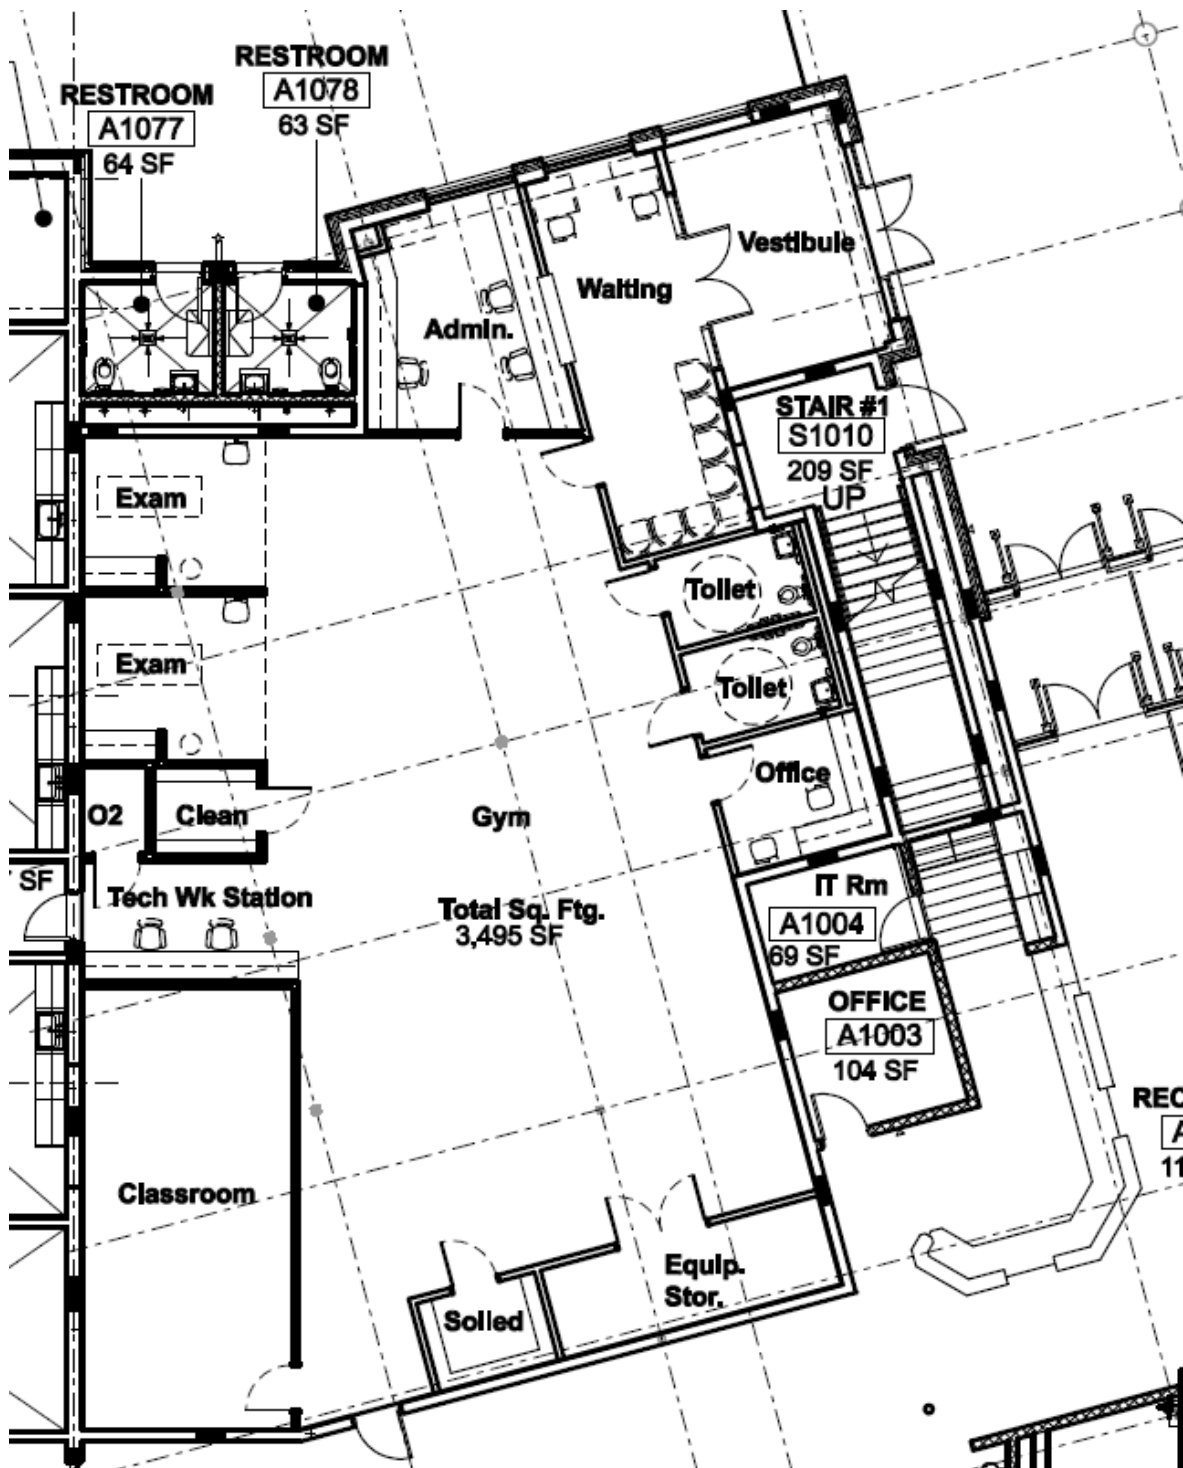 RESTROOM
A1078
63 SF
RESTROOM
A1077
64 SF
Vestibule
Waiting
Admin.
STAIR #1
S1010
209 SF
UP
Exam
Toilet
Exam
Toilet
Office
O2
Clean
Gym
SF
Tech Wk Station
IT Rm
A1004
69 SF
Total Sq. Ftg.
3,495 SF
OFFICE
A1003
104 SF
REC
A
11
Classroom
Equip.
Stor.
Soiled